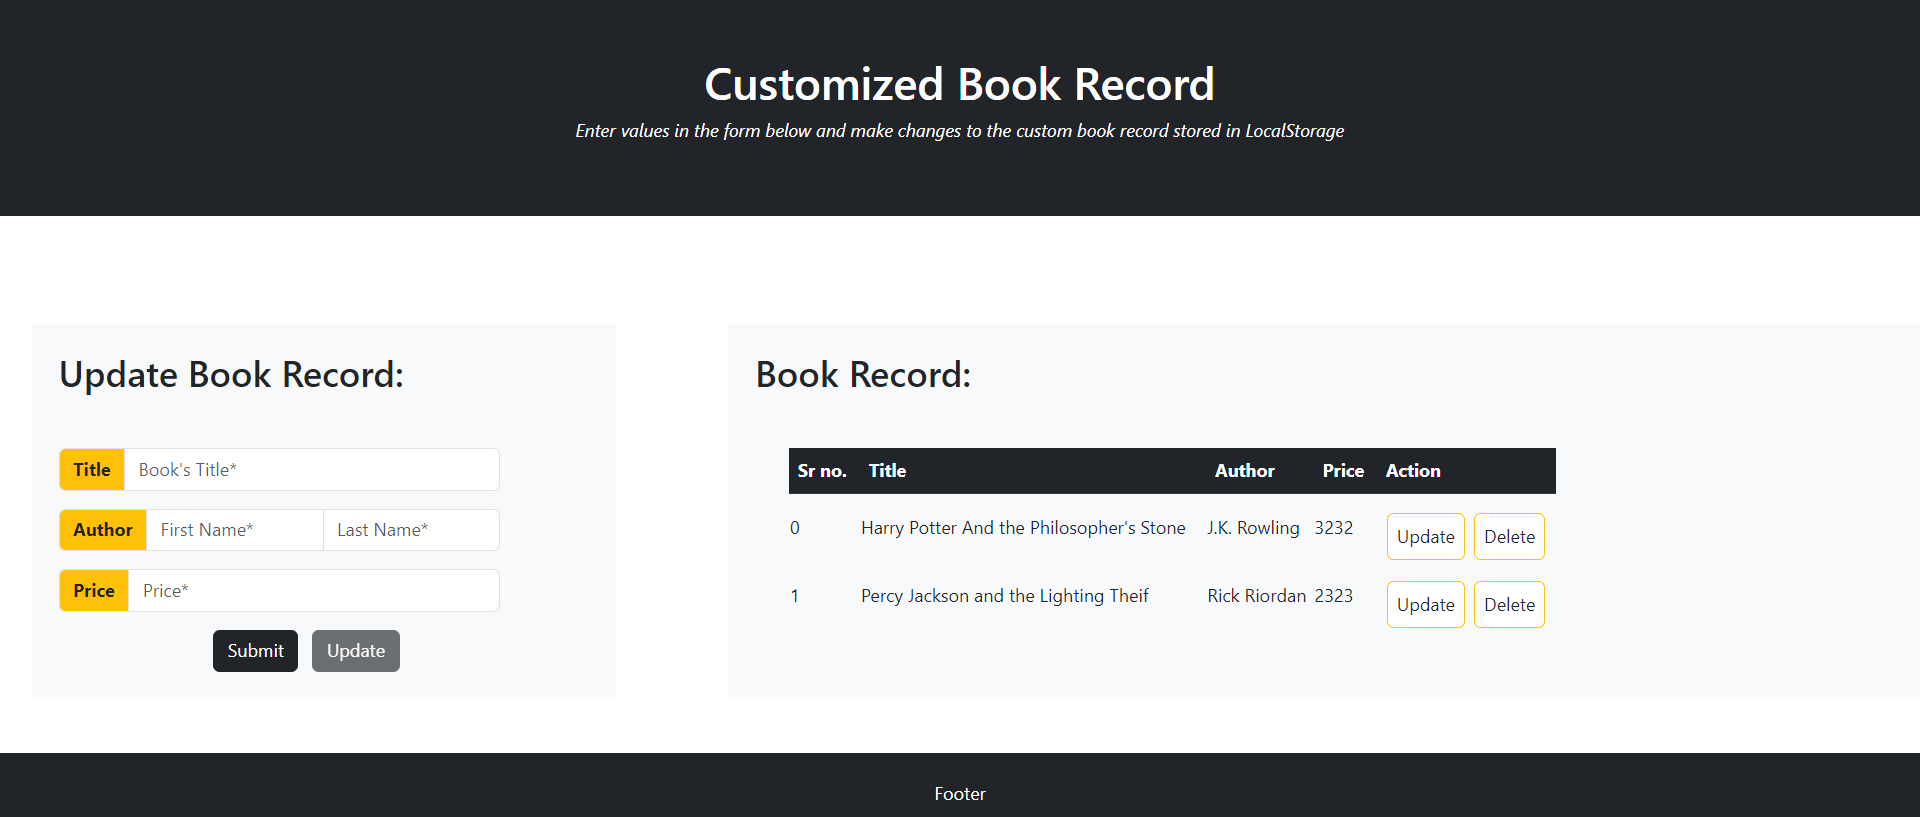 Customized Book Record
Enter values in the form below and make changes to the custom book record stored in LocalStorage
Update Book Record:
Title Book's Title*
Author First Name* Last Name*
Price Price*
Submit Update
Book Record:
Sr no. Title Author Price Action
0 Harry Potter And the Philosopher's Stone J.K. Rowling 3232 Update Delete
1 Percy Jackson and the Lighting Theif Rick Riordan 2323 Update Delete
Footer